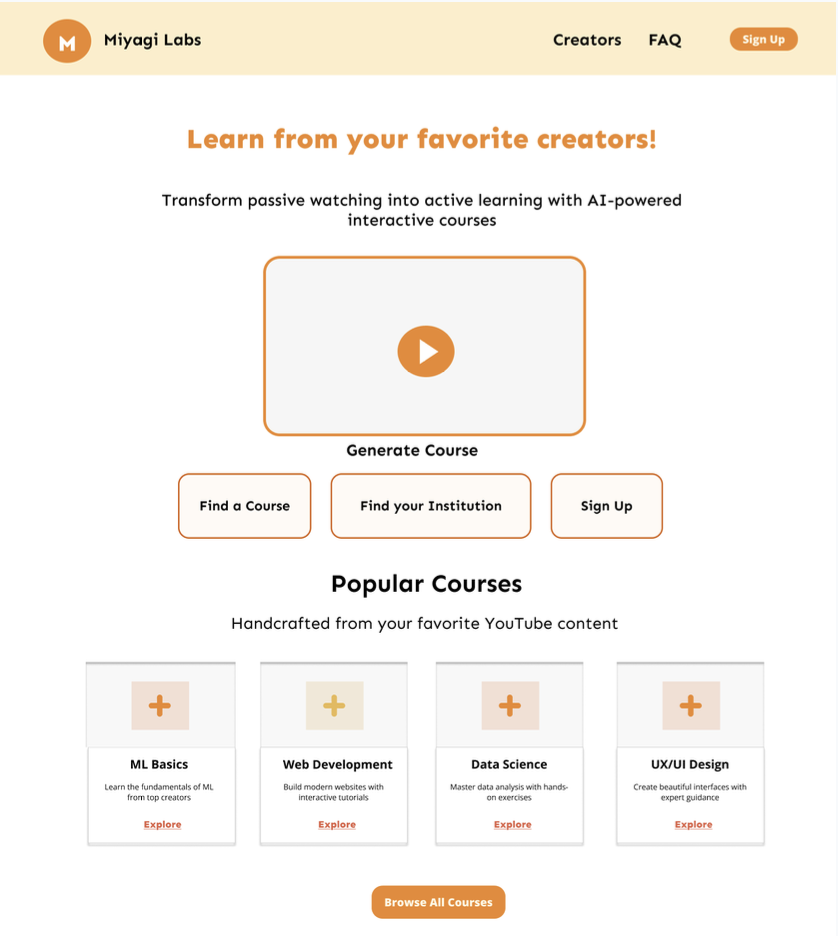 M
Miyagi Labs
Creators
FAQ
Sign Up
Learn from your favorite creators!
Transform passive watching into active learning with AI-powered
interactive courses
Generate Course
Find a Course
Find your Institution
Sign Up
Popular Courses
Handcrafted from your favorite YouTube content
ML Basics
Learn the fundamentals of ML
from top creators
Explore
Web Development
Build modern websites with
interactive tutorials
Explore
Data Science
Master data analysis with hands-
on exercises
Explore
UX/UI Design
Create beautiful interfaces with
expert guidance
Explore
Browse All Courses